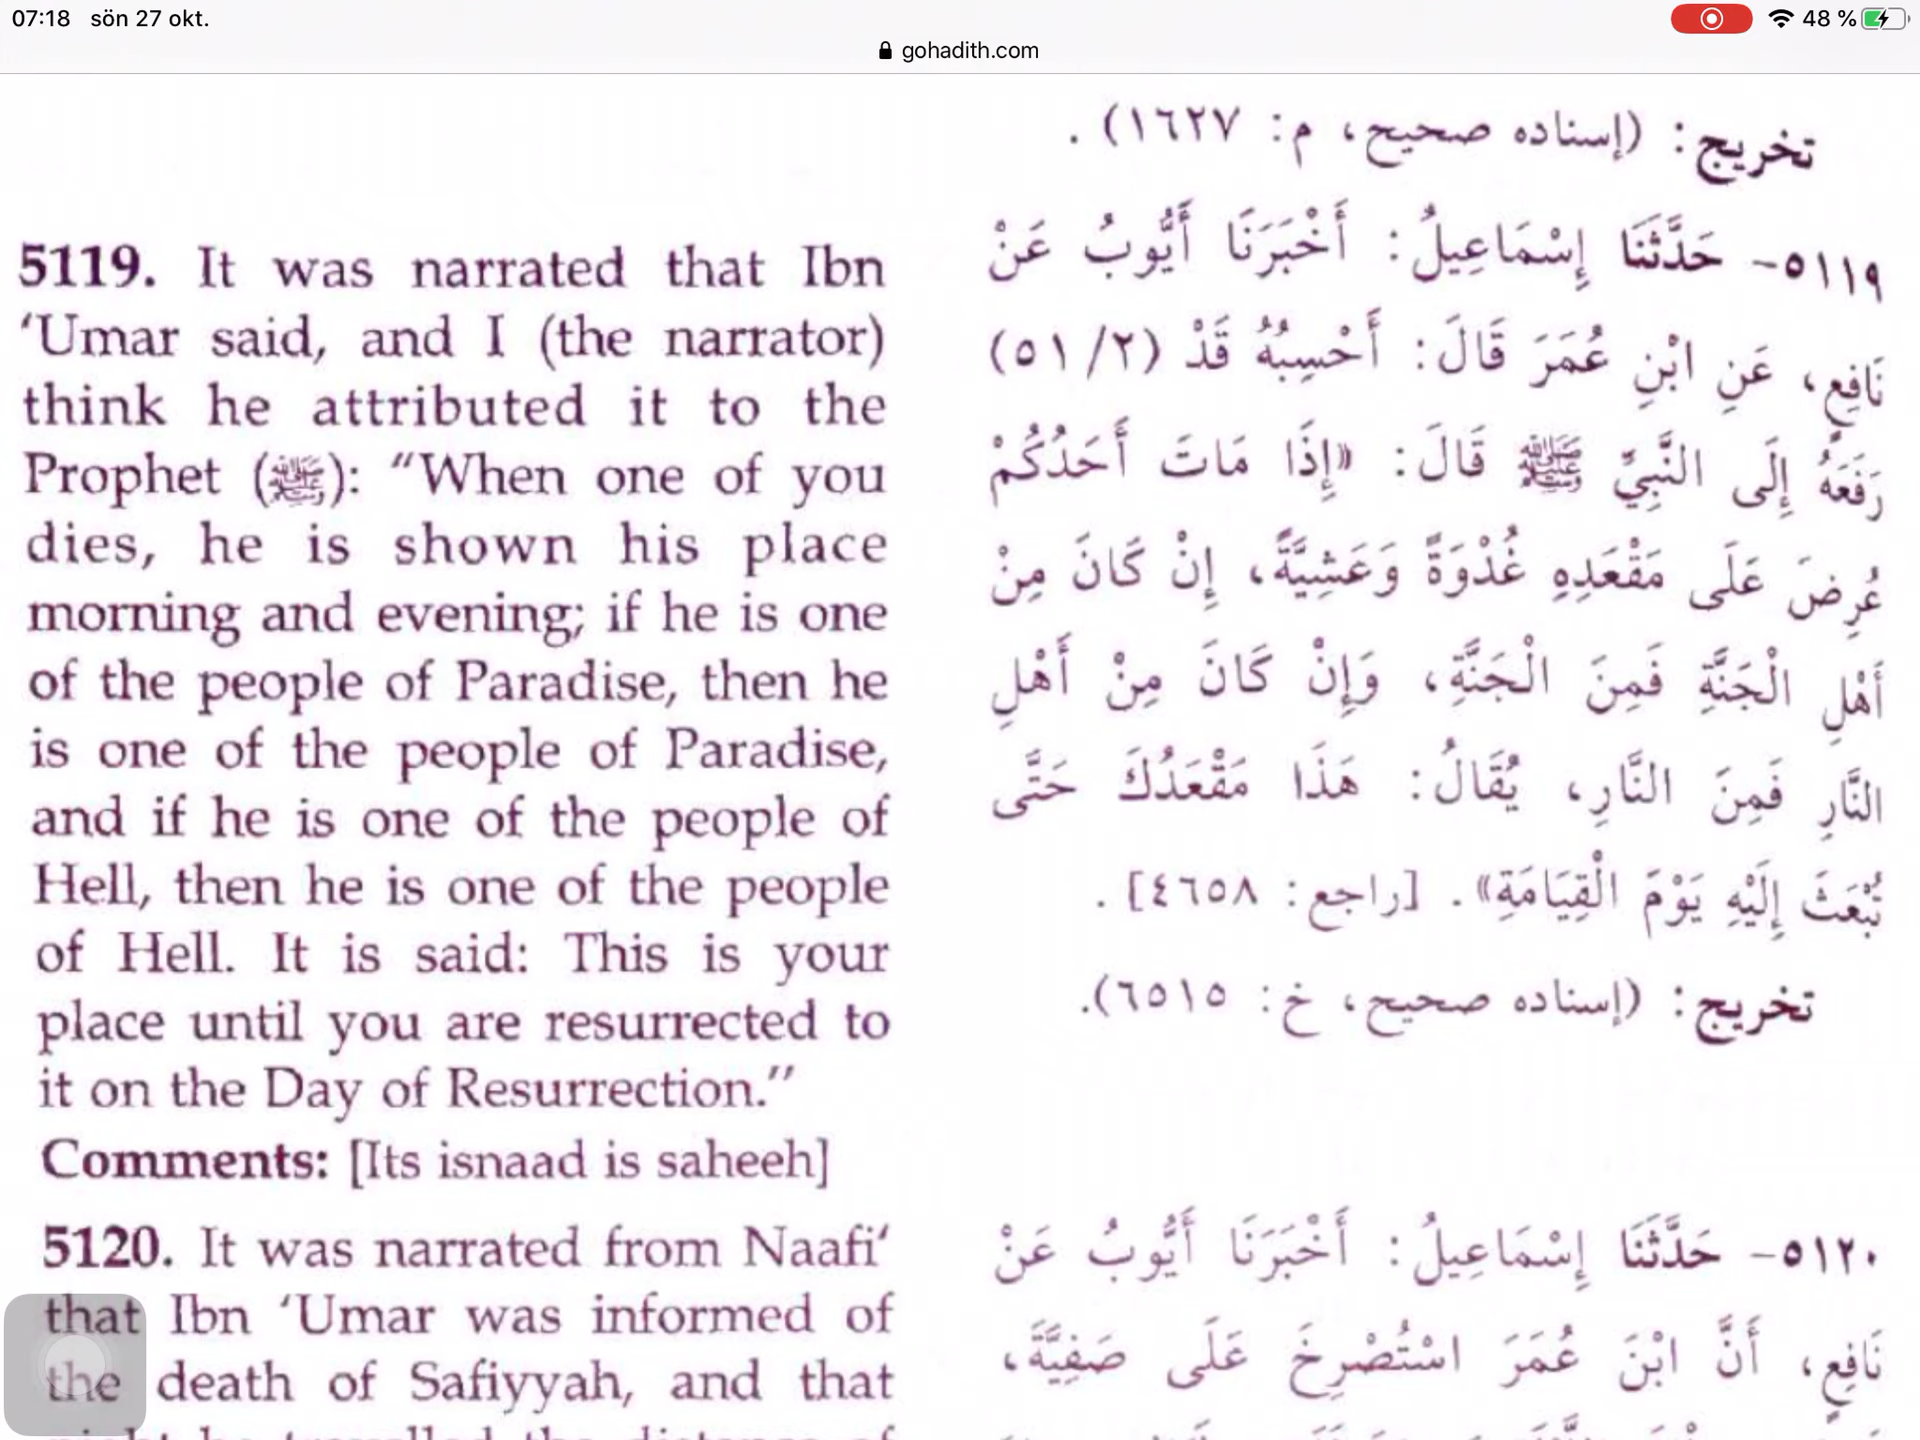 07:18 sön 27 okt.
48 %
gohadith.com
5119. It was narrated that Ibn
‘Umar said, and I (the narrator)
think he attributed it to the
Prophet (ﷺ): “When one of you
dies, he is shown his place
morning and evening; if he is one
of the people of Paradise, then he
is one of the people of Paradise,
and if he is one of the people of
Hell, then he is one of the people
of Hell. It is said: This is your
place until you are resurrected to
it on the Day of Resurrection.”
Comments: [Its isnaad is saheeh]
5120. It was narrated from Naafi‘
that Ibn ‘Umar was informed of
the death of Safiyyah, and that
تخريج: (إسناده صحيح، م: ١٦٢٧) .
٥١١٩- حَدَّثَنَا إِسْمَاعِيلُ: أَخْبَرَنَا أَيُّوبُ عَنْ
نَافِعٍ، عَنِ ابْنِ عُمَرَ قَالَ: أَحْسِبُهُ قَدْ (٥١/٢)
رَفَعَهُ إِلَى النَّبِيِّ ﷺ قَالَ: «إِذَا مَاتَ أَحَدُكُمْ
عُرِضَ عَلَى مَقْعَدِهِ غُدْوَةً وَعَشِيَّةً، إِنْ كَانَ مِنْ
أَهْلِ الْجَنَّةِ فَمِنَ الْجَنَّةِ، وَإِنْ كَانَ مِنْ أَهْلِ
النَّارِ فَمِنَ النَّارِ، يُقَالُ: هَذَا مَقْعَدُكَ حَتَّى
تُبْعَثَ إِلَيْهِ يَوْمَ الْقِيَامَةِ». [راجع: ٤٦٥٨] .
تخريج: (إسناده صحيح، خ: ٦٥١٥).
٥١٢٠- حَدَّثَنَا إِسْمَاعِيلُ: أَخْبَرَنَا أَيُّوبُ عَنْ
نَافِعٍ، أَنَّ ابْنَ عُمَرَ اسْتُصْرِخَ عَلَى صَفِيَّةَ،